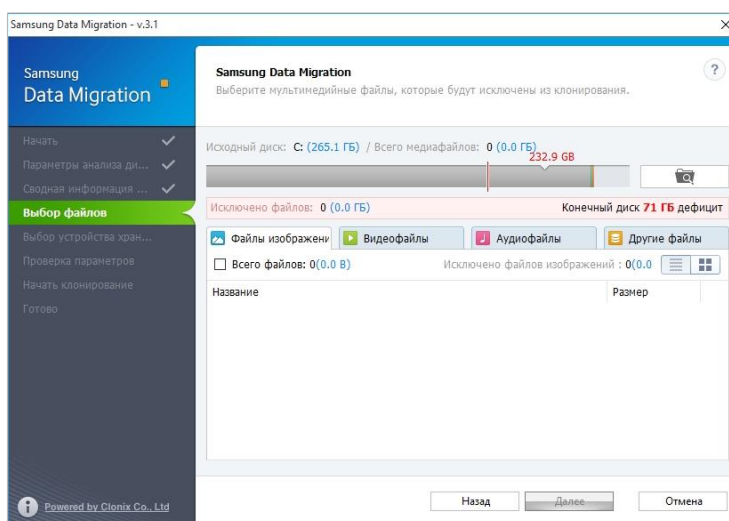 Samsung Data Migration - v.3.1
Samsung
Data Migration
Samsung Data Migration
Выберите мультимедийные файлы, которые будут исключены из клонирования.
?
Начать
Параметры анализа ди...
Сводная информация ...
Выбор файлов
Выбор устройства хран...
Проверка параметров
Начать клонирование
Готово
Исходный диск: C: (265.1 ГБ) / Всего медиафайлов: 0 (0.0 ГБ)
232.9 GB
Исключено файлов: 0 (0.0 ГБ) Конечный диск 71 ГБ дефицит
Файлы изображени Видеофайлы Аудиофайлы Другие файлы
Всего файлов: 0(0.0 B) Исключено файлов изображений : 0(0.0
Название Размер
Powered by Clonix Co., Ltd
Назад Далее Отмена